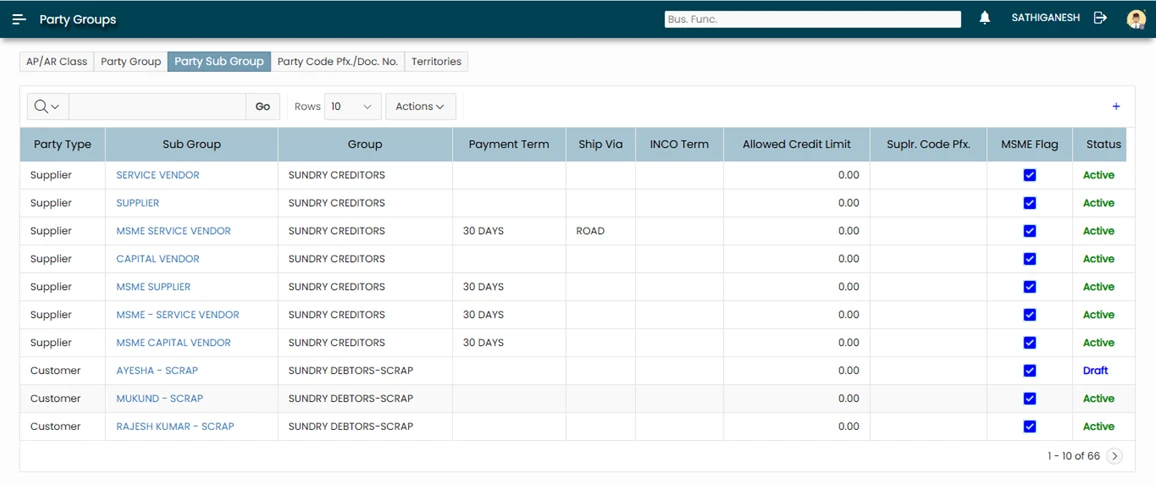 Party Groups Bus. Func. SATHIGANESH
AP/AR Class Party Group Party Sub Group Party Code Pfx./Doc. No. Territories
Go Rows 10 Actions +
Party Type Sub Group Group Payment Term Ship Via INCO Term Allowed Credit Limit Suplr. Code Pfx. MSME Flag Status
Supplier SERVICE VENDOR SUNDRY CREDITORS 0.00 Active
Supplier SUPPLIER SUNDRY CREDITORS 0.00 Active
Supplier MSME SERVICE VENDOR SUNDRY CREDITORS 30 DAYS ROAD 0.00 Active
Supplier CAPITAL VENDOR SUNDRY CREDITORS 0.00 Active
Supplier MSME SUPPLIER SUNDRY CREDITORS 30 DAYS 0.00 Active
Supplier MSME - SERVICE VENDOR SUNDRY CREDITORS 30 DAYS 0.00 Active
Supplier MSME CAPITAL VENDOR SUNDRY CREDITORS 30 DAYS 0.00 Active
Customer AYESHA - SCRAP SUNDRY DEBTORS-SCRAP 0.00 Draft
Customer MUKUND - SCRAP SUNDRY DEBTORS-SCRAP 0.00 Active
Customer RAJESH KUMAR - SCRAP SUNDRY DEBTORS-SCRAP 0.00 Active
1 - 10 of 66